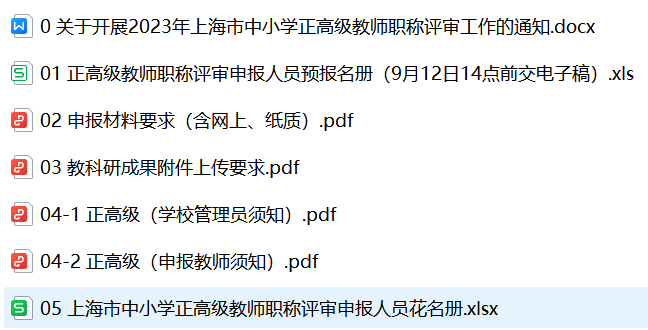 0 关于开展2023年上海市中小学正高级教师职称评审工作的通知.docx
01 正高级教师职称评审申报人员预报名册（9月12日14点前交电子稿）.xls
02 申报材料要求（含网上、纸质）.pdf
03 教科研成果附件上传要求.pdf
04-1 正高级（学校管理员须知）.pdf
04-2 正高级（申报教师须知）.pdf
05 上海市中小学正高级教师职称评审申报人员花名册.xlsx